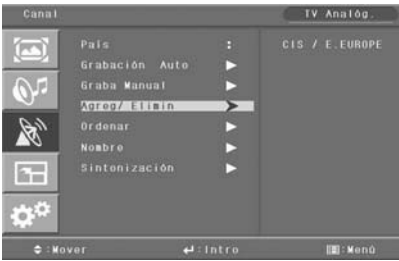 Canal
TV Analóg.
País : CIS / E.EUROPE
Grabación Auto
Graba Manual
Agreg/ Elimin
Ordenar
Nombre
Sintonización
:Mover
:Intro
:Menú